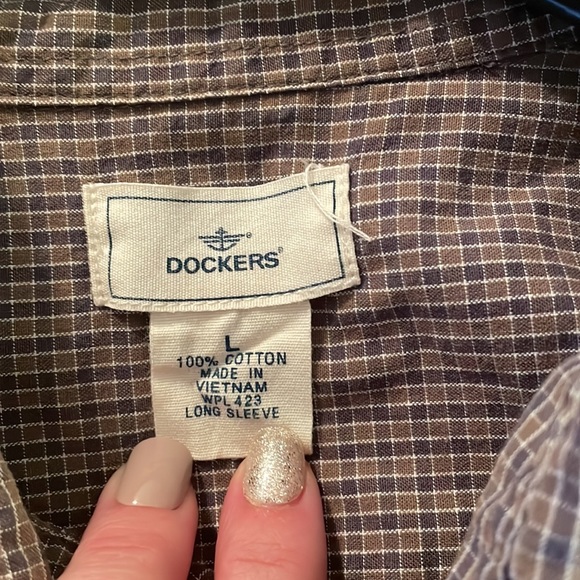 DOCKERS®
L
100% COTTON
MADE IN
VIETNAM
WPL 423
LONG SLEEVE